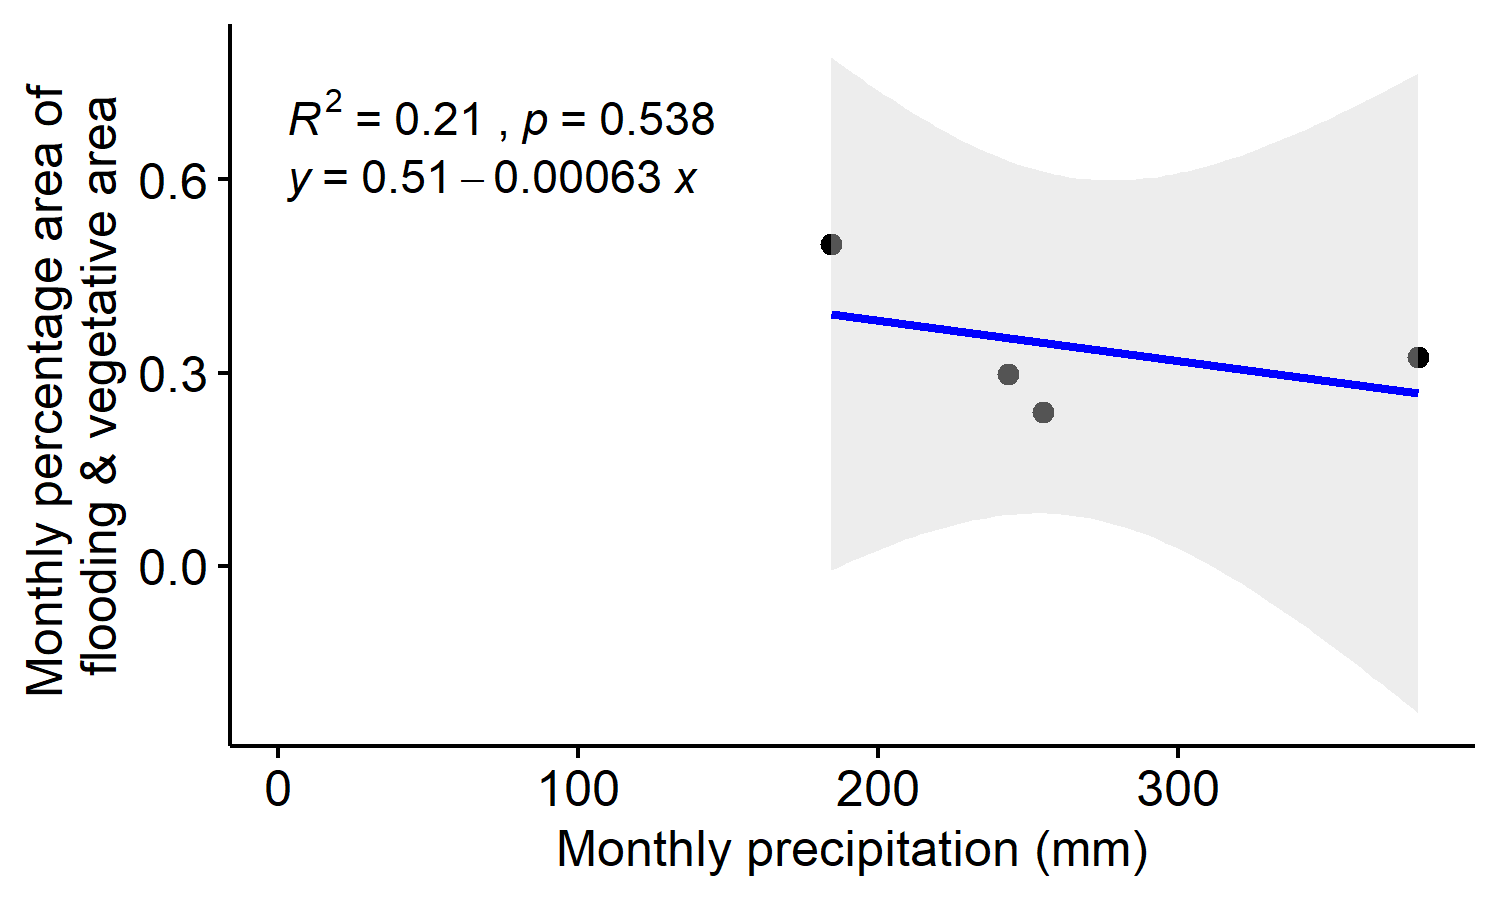 Monthly percentage area of
flooding & vegetative area
R² = 0.21 , p = 0.538
y = 0.51 – 0.00063 x
0.6
0.3
0.0
0 100 200 300
Monthly precipitation (mm)